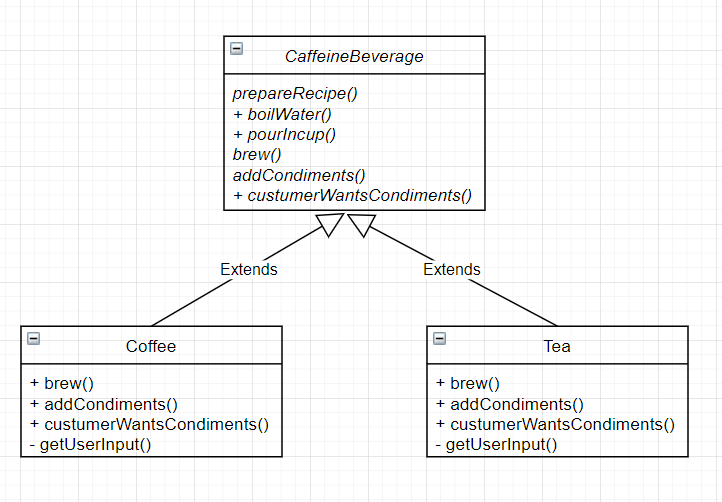 CaffeineBeverage
prepareRecipe()
+ boilWater()
+ pourIncup()
brew()
addCondiments()
+ custumerWantsCondiments()
Extends
Extends
Coffee
+ brew()
+ addCondiments()
+ custumerWantsCondiments()
- getUserInput()
Tea
+ brew()
+ addCondiments()
+ custumerWantsCondiments()
- getUserInput()